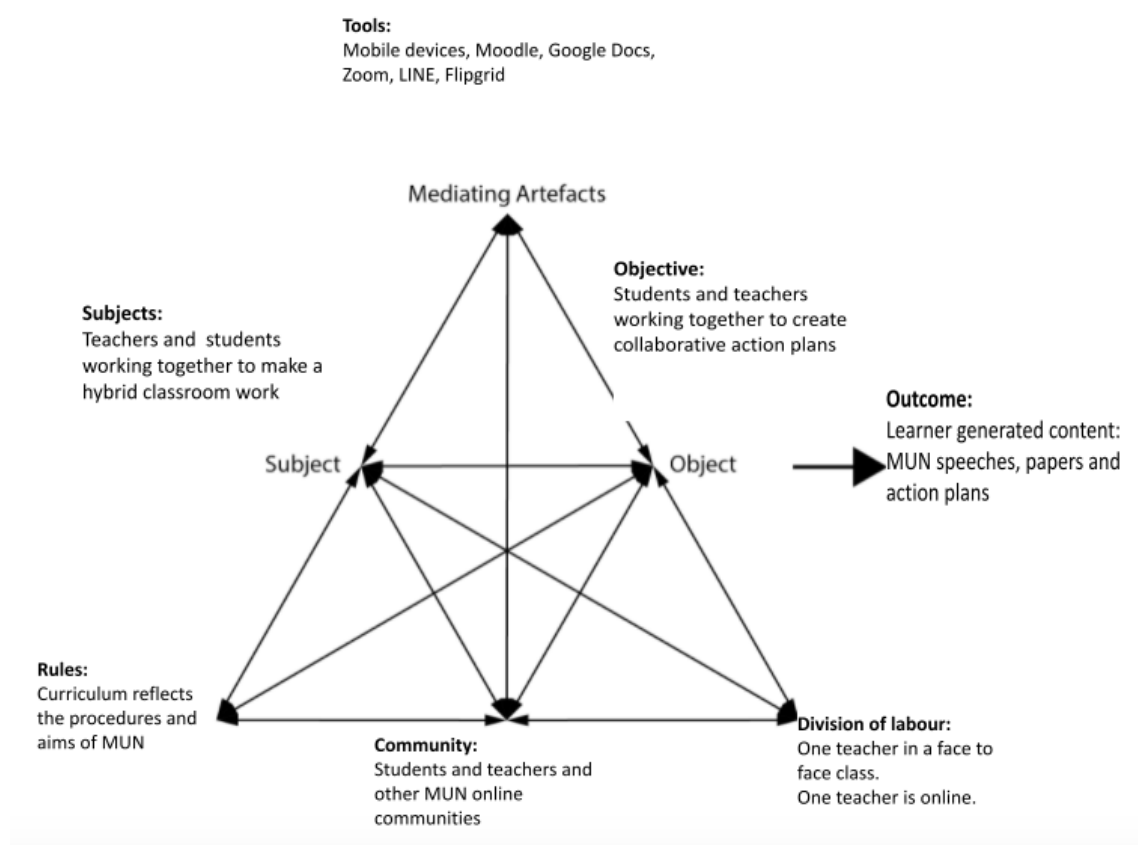 Tools:
Mobile devices, Moodle, Google Docs,
Zoom, LINE, Flipgrid
Mediating Artefacts
Objective:
Students and teachers
working together to create
collaborative action plans
Subjects:
Teachers and students
working together to make a
hybrid classroom work
Outcome:
Learner generated content:
MUN speeches, papers and
action plans
Subject
Object
Rules:
Curriculum reflects
the procedures and
aims of MUN
Community:
Students and teachers and
other MUN online
communities
Division of labour:
One teacher in a face to
face class.
One teacher is online.